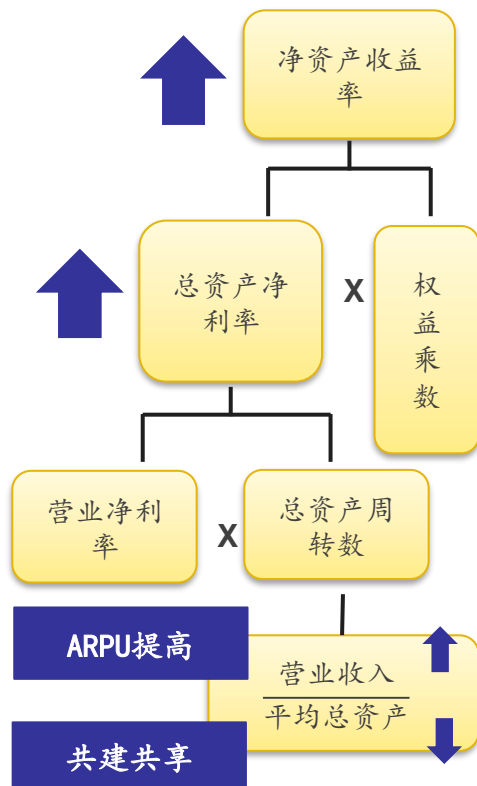 净资产收益
率
总资产净
利率
X
权
益
乘
数
营业净利
率
X
总资产周
转数
ARPU提高
营业收入
平均总资产
共建共享